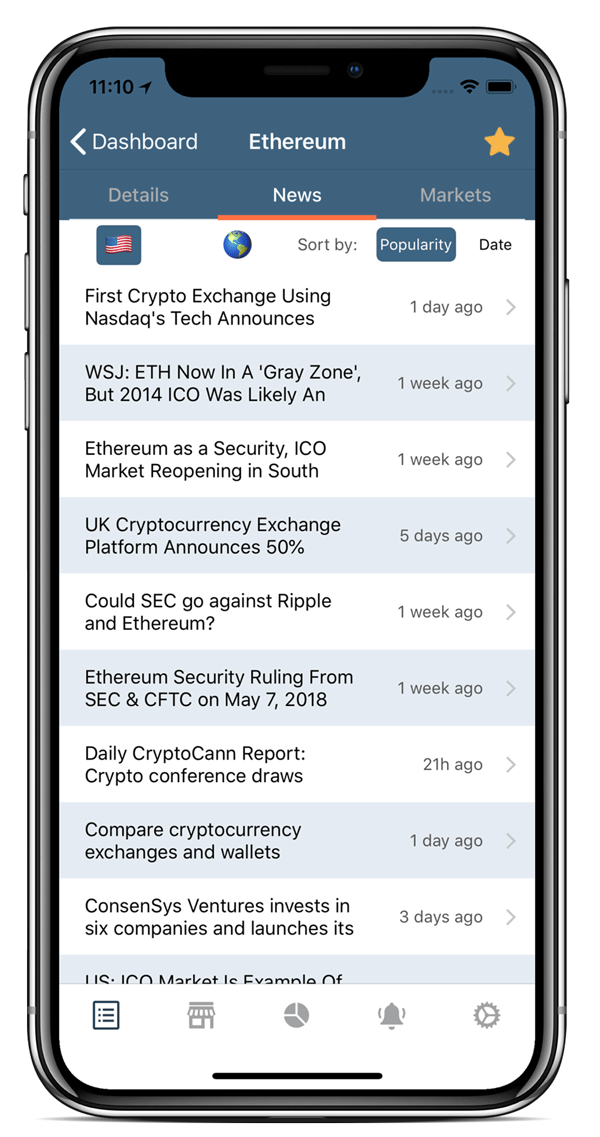 11:10
Dashboard
Ethereum
Details
News
Markets
Sort by:
Popularity
Date
First Crypto Exchange Using
Nasdaq's Tech Announces
1 day ago
WSJ: ETH Now In A 'Gray Zone',
But 2014 ICO Was Likely An
1 week ago
Ethereum as a Security, ICO
Market Reopening in South
1 week ago
UK Cryptocurrency Exchange
Platform Announces 50%
5 days ago
Could SEC go against Ripple
and Ethereum?
1 week ago
Ethereum Security Ruling From
SEC & CFTC on May 7, 2018
1 week ago
Daily CryptoCann Report:
Crypto conference draws
21h ago
Compare cryptocurrency
exchanges and wallets
1 day ago
ConsenSys Ventures invests in
six companies and launches its
3 days ago
US: ICO Market Is Example Of